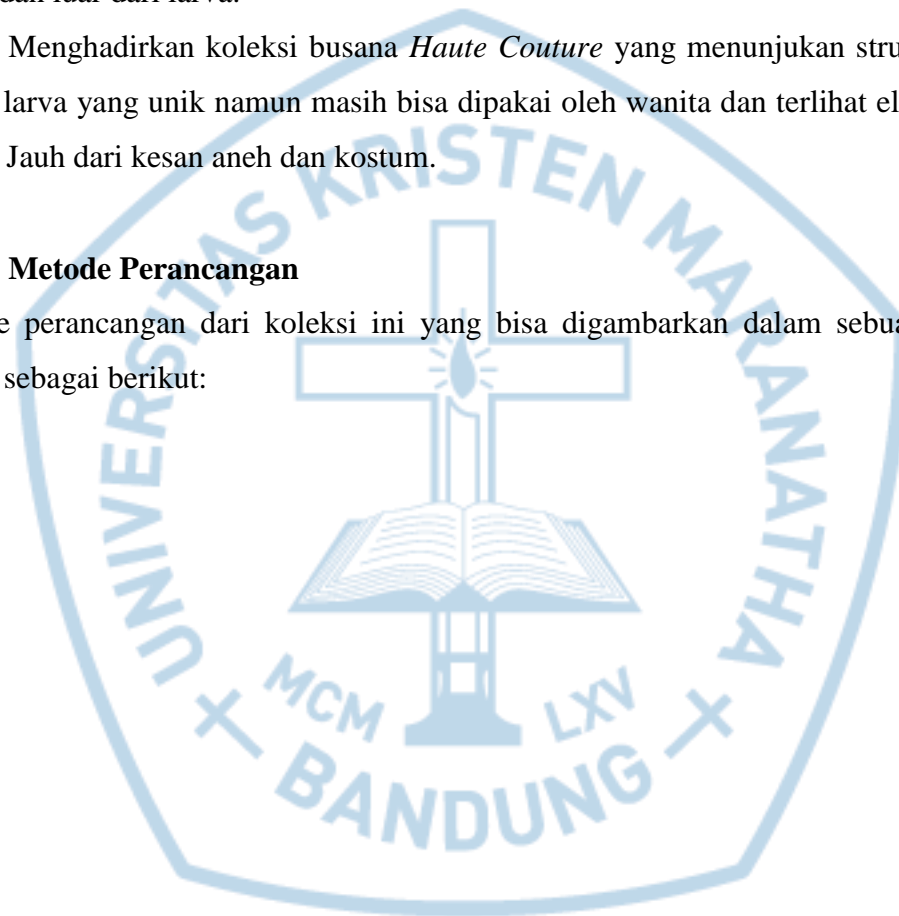 dan luar dari larva.
Menghadirkan koleksi busana Haute Couture yang menunjukan stru
larva yang unik namun masih bisa dipakai oleh wanita dan terlihat el
Jauh dari kesan aneh dan kostum.
Metode Perancangan
e perancangan dari koleksi ini yang bisa digambarkan dalam sebua
sebagai berikut:
UNIVERSITAS KRISTEN MARANATHA
MCM LXV
BANDUNG